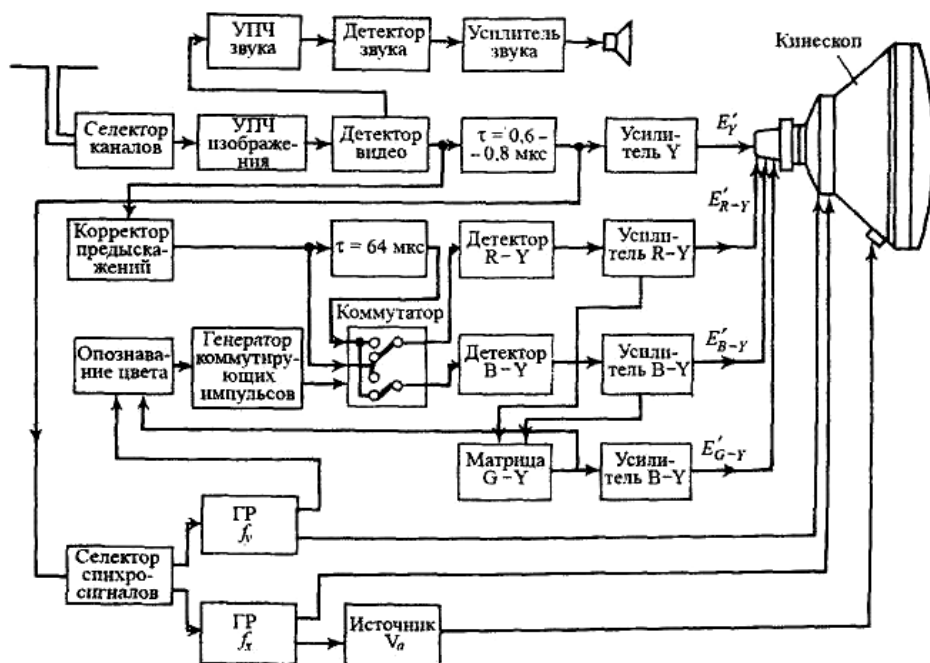 УПЧ
звука
Детектор
звука
Усилитель
звука
Кинескоп
Селектор
каналов
УПЧ
изображе-
ния
Детектор
видео
τ = 0,6 –
– 0,8 мкс
Усили-
тель Y
E′Y
E′R–Y
Корректор
предыска-
жений
τ = 64 мкс
Детектор
R – Y
Усили-
тель R–Y
Коммутатор
Опознава-
ние цвета
Генератор
коммутиру-
ющих
импульсов
Детектор
B – Y
Усили-
тель B–Y
E′B–Y
Матрица
G – Y
Усили-
тель B–Y
E′G–Y
ГР
fy
Селектор
синхро-
сигналов
ГР
fx
Источник
Va